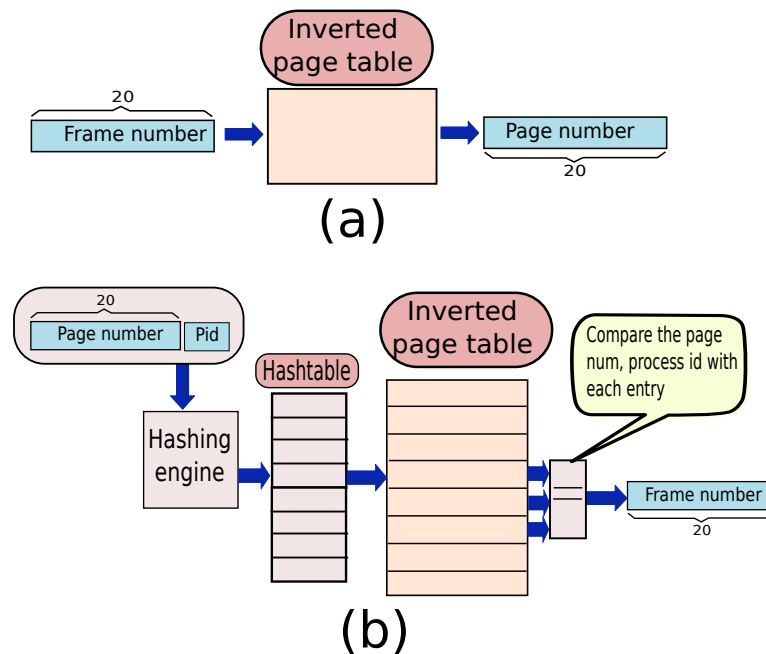 Inverted
page table
20
Frame number
Page number
20
(a)
20
Page number
Pid
Inverted
page table
Compare the page
num, process id with
each entry
Hashtable
Hashing
engine
Frame number
20
(b)